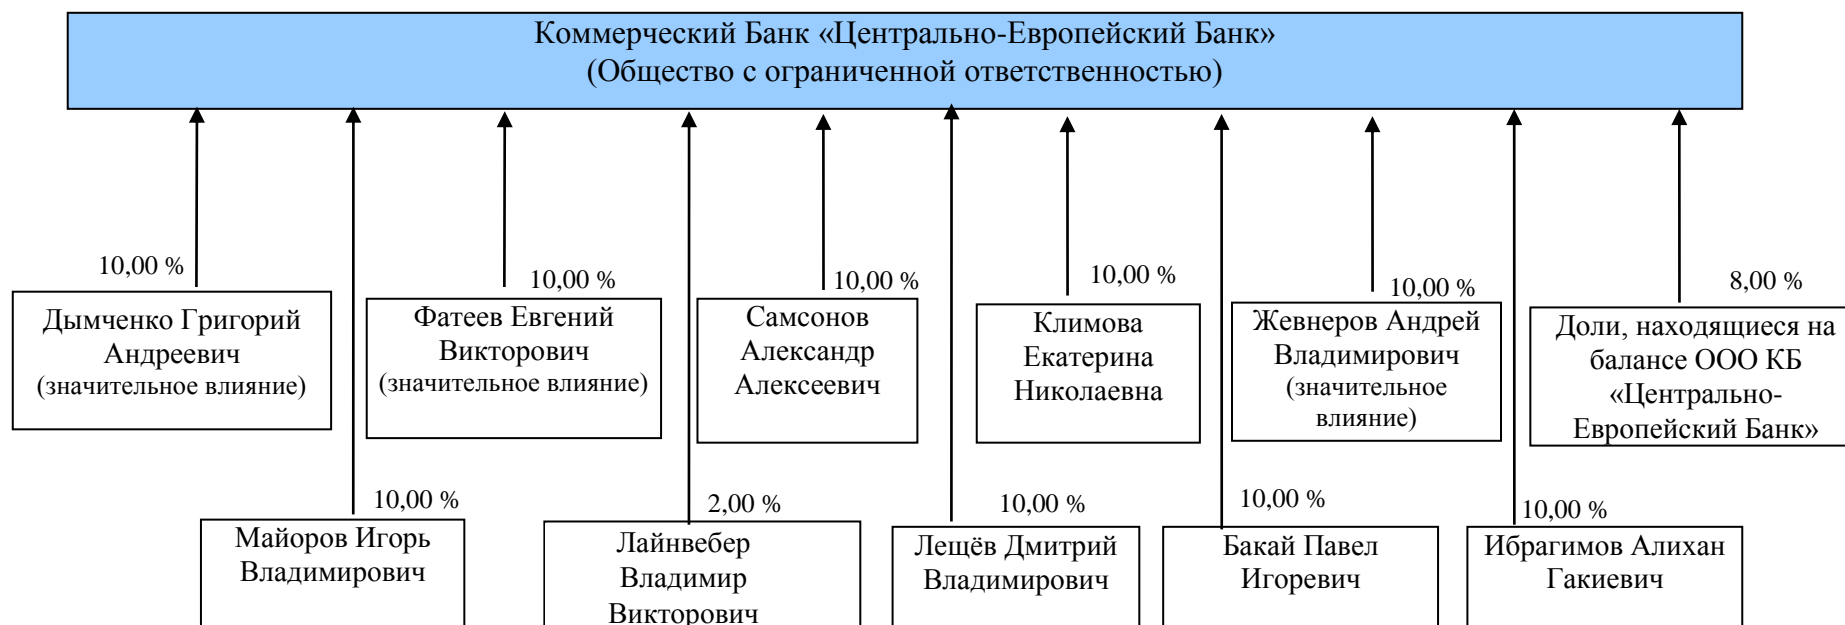 Коммерческий Банк «Центрально-Европейский Банк»
(Общество с ограниченной ответственностью)
10,00 %
Дымченко Григорий
Андреевич
(значительное влияние)
10,00 %
Фатеев Евгений
Викторович
(значительное влияние)
10,00 %
Самсонов
Александр
Алексеевич
10,00 %
Климова
Екатерина
Николаевна
10,00 %
Жевнеров Андрей
Владимирович
(значительное
влияние)
8,00 %
Доли, находящиеся на
балансе ООО КБ
«Центрально-
Европейский Банк»
10,00 %
Майоров Игорь
Владимирович
2,00 %
Лайнвебер
Владимир
Викторович
10,00 %
Лещёв Дмитрий
Владимирович
10,00 %
Бакай Павел
Игоревич
10,00 %
Ибрагимов Алихан
Гакиевич